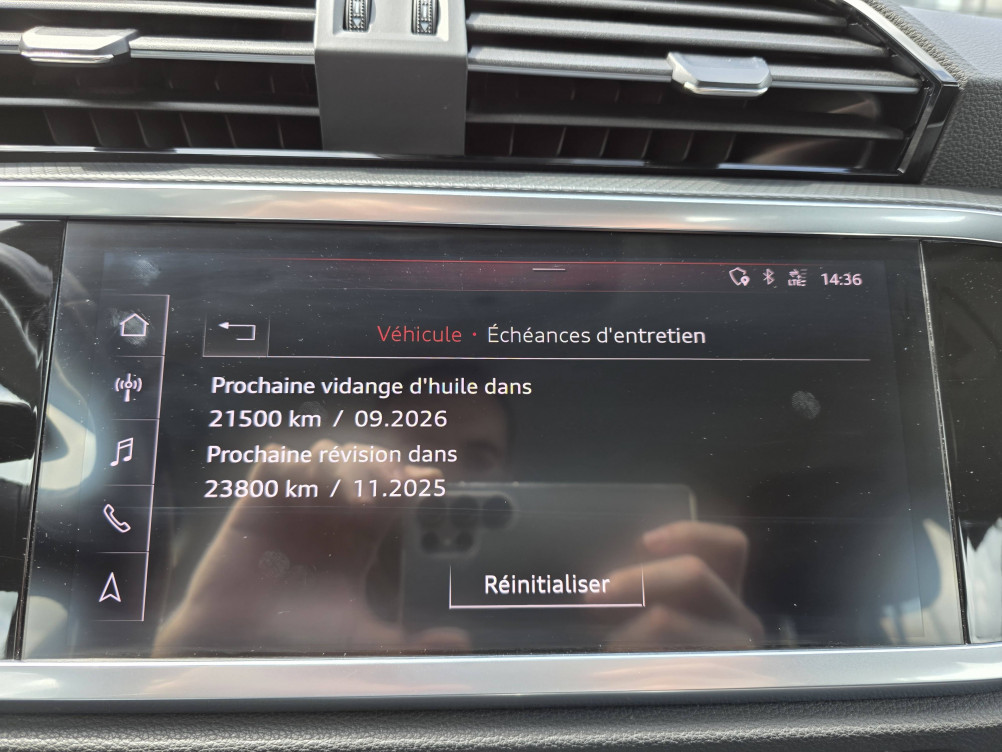 LTE
14:36
Véhicule · Échéances d'entretien
Prochaine vidange d'huile dans
21500 km / 09.2026
Prochaine révision dans
23800 km / 11.2025
Réinitialiser